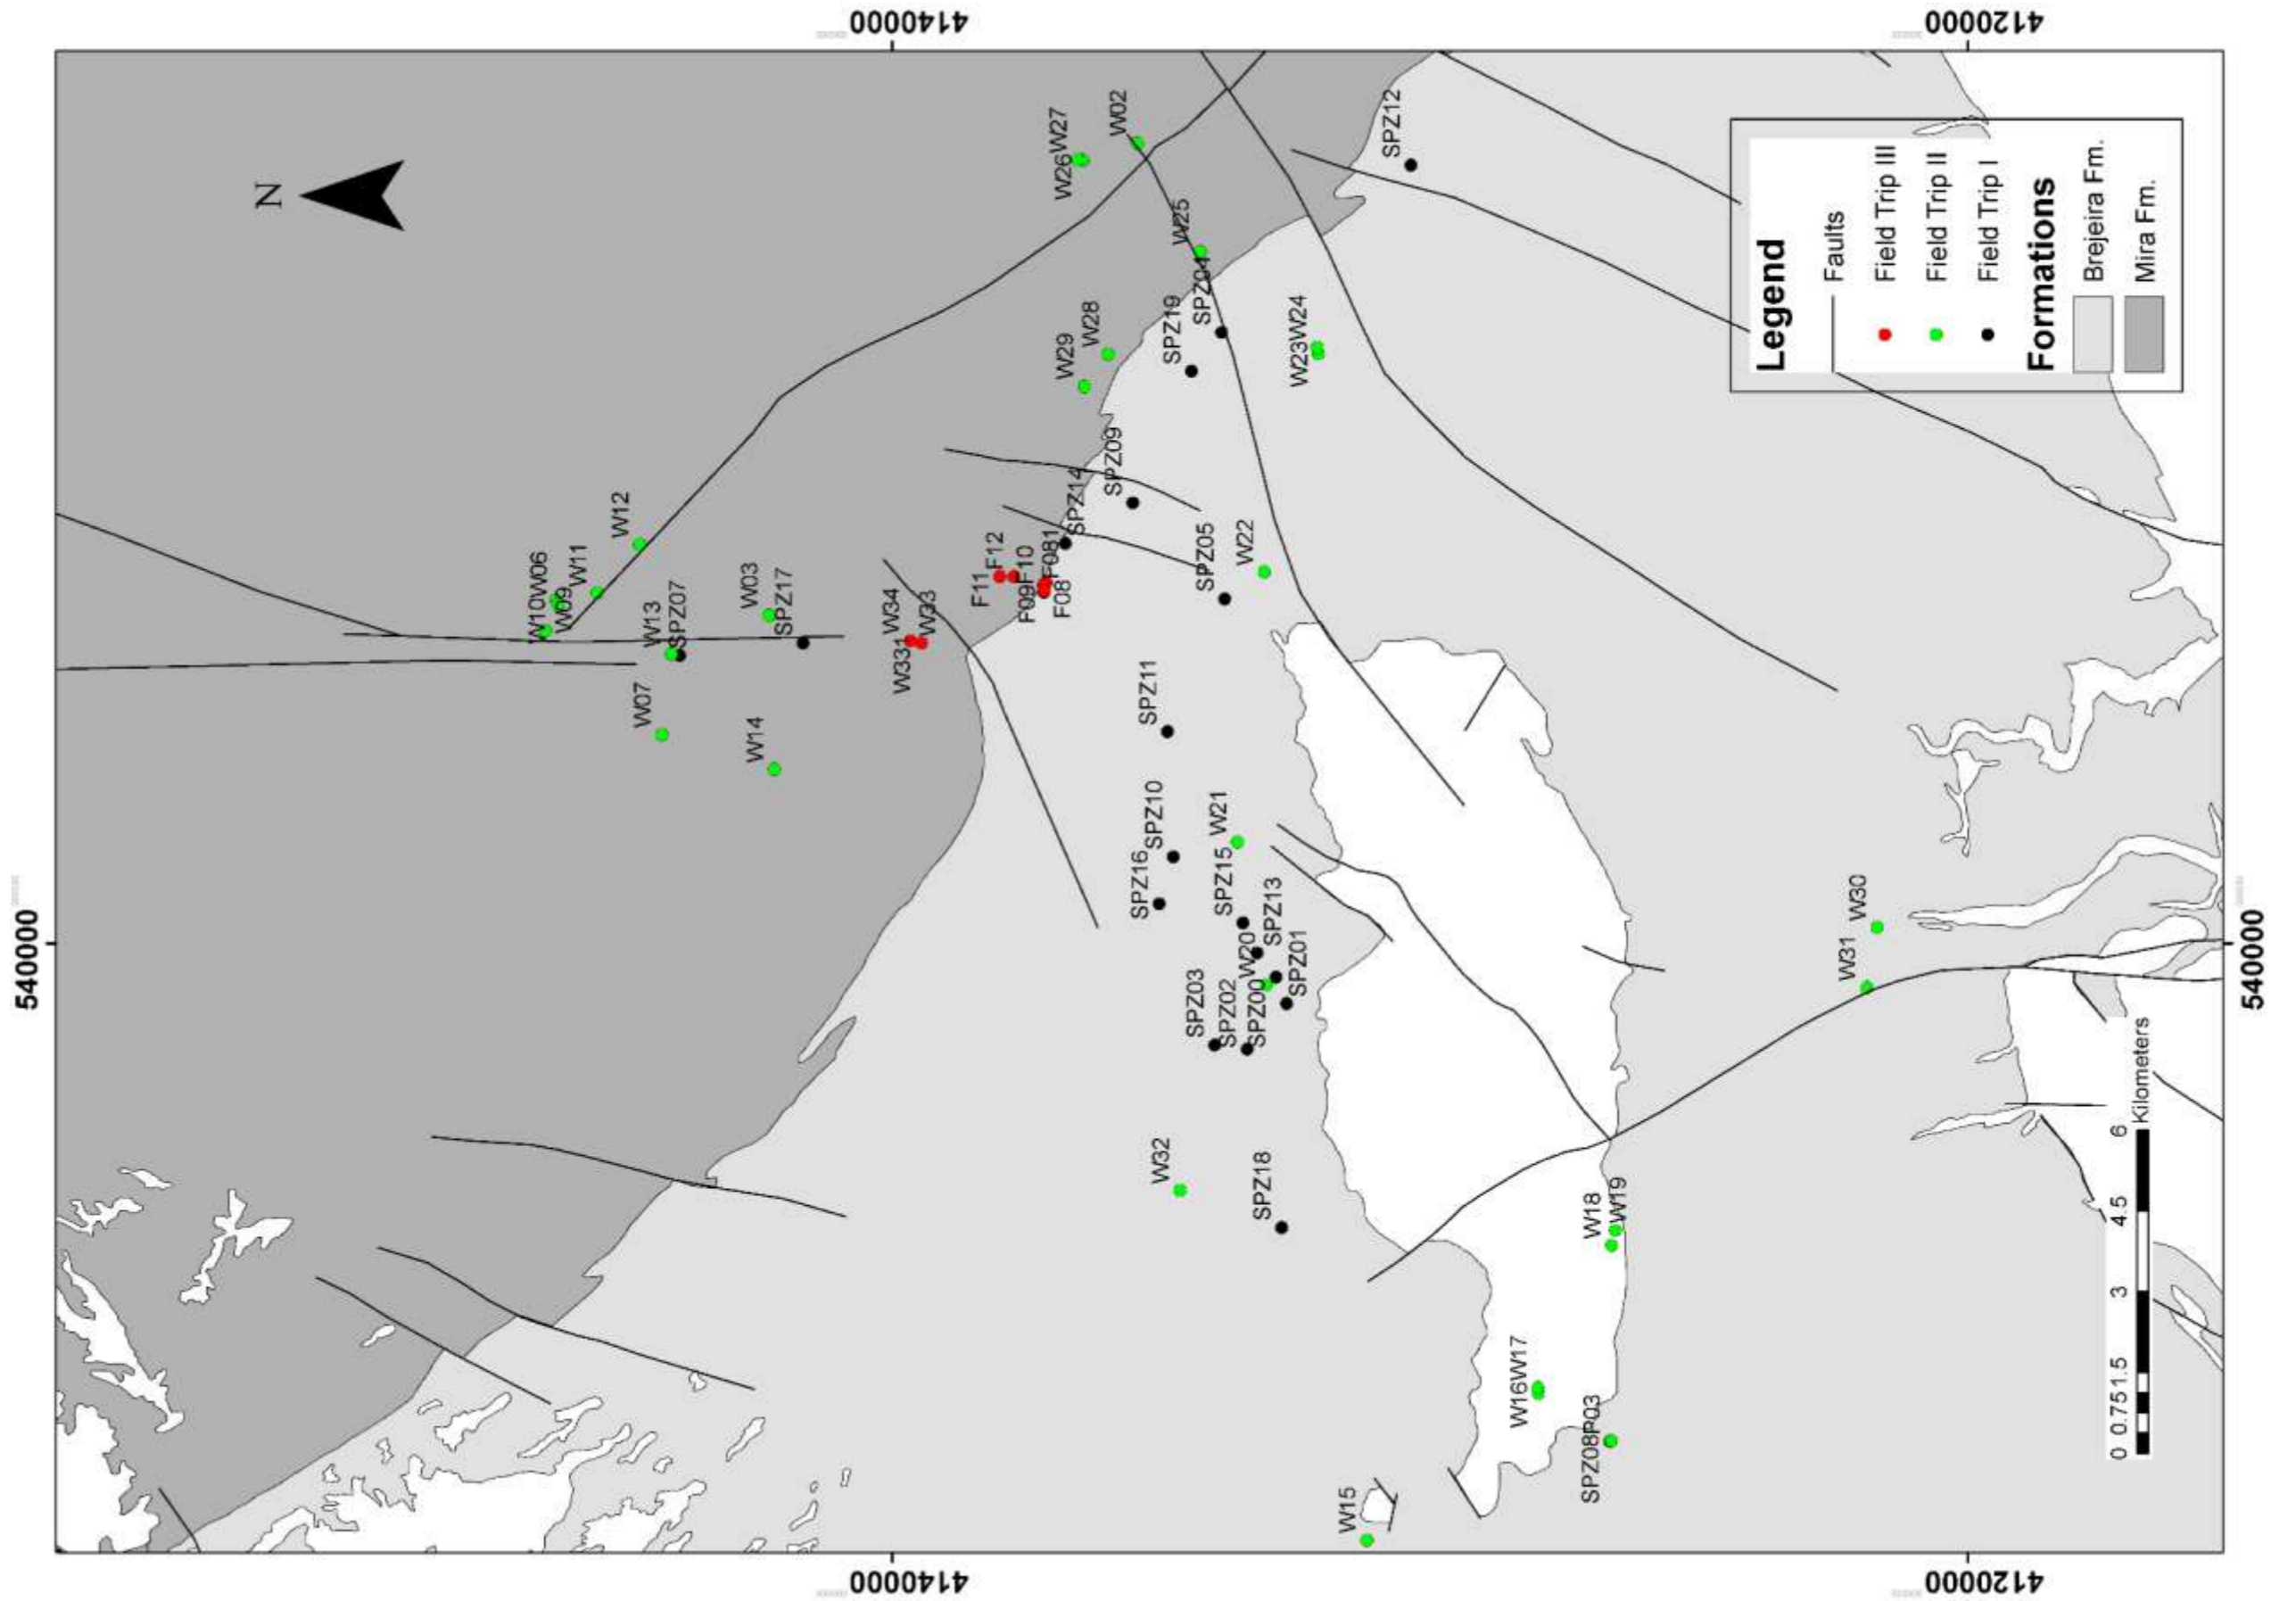 540000
4140000
4120000
N
W10
W06
W09
W11
W12
W13
SPZ07
W03
SPZ17
W07
W14
W34
W33
W331
F11
F12
F10
F09
F081
F08
SPZ14
SPZ09
W29
W28
W26
W27
W02
W25
SPZ04
SPZ19
W23
W24
SPZ12
SPZ05
W22
SPZ11
SPZ10
SPZ16
W21
SPZ15
SPZ13
W20
SPZ01
SPZ03
SPZ02
SPZ00
W32
SPZ18
W18
W19
W16
W17
SPZ08
P03
W15
W30
W31
Legend
Faults
Field Trip III
Field Trip II
Field Trip I
Formations
Brejeira Fm.
Mira Fm.
0 0.75 1.5 3 4.5 6
Kilometers
4140000
4120000
540000